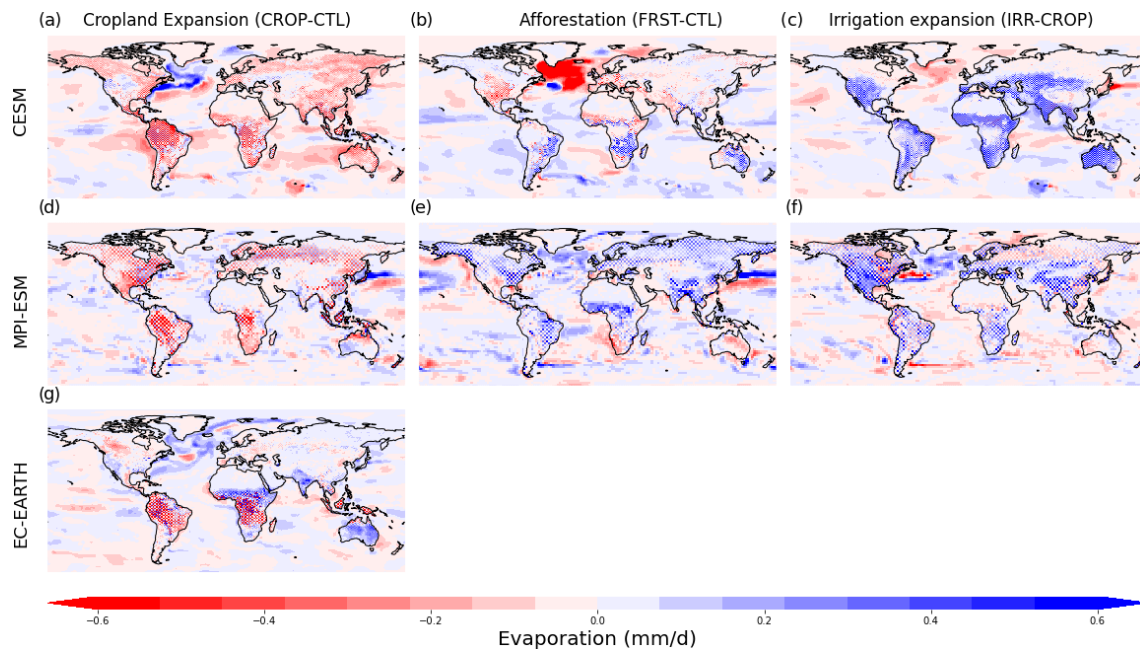 Cropland Expansion (CROP-CTL)
Afforestation (FRST-CTL)
Irrigation expansion (IRR-CROP)
(a)
(b)
(c)
CESM
(d)
(e)
(f)
MPI-ESM
(g)
EC-EARTH
−0.6
−0.4
−0.2
0.0
0.2
0.4
0.6
Evaporation (mm/d)